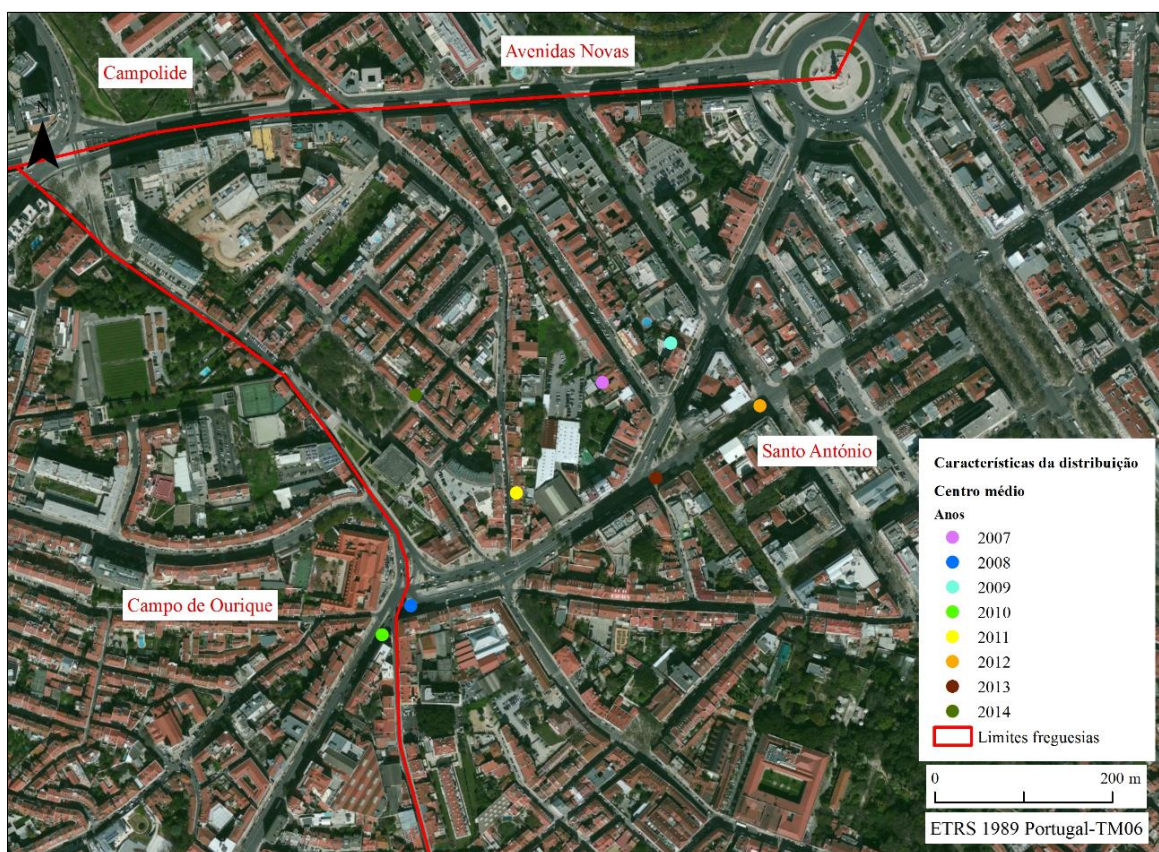 Avenidas Novas
Campolide
N
Santo António
Campo de Ourique
Características da distribuição
Centro médio
Anos
2007
2008
2009
2010
2011
2012
2013
2014
Limites freguesias
0 200 m
ETRS 1989 Portugal-TM06